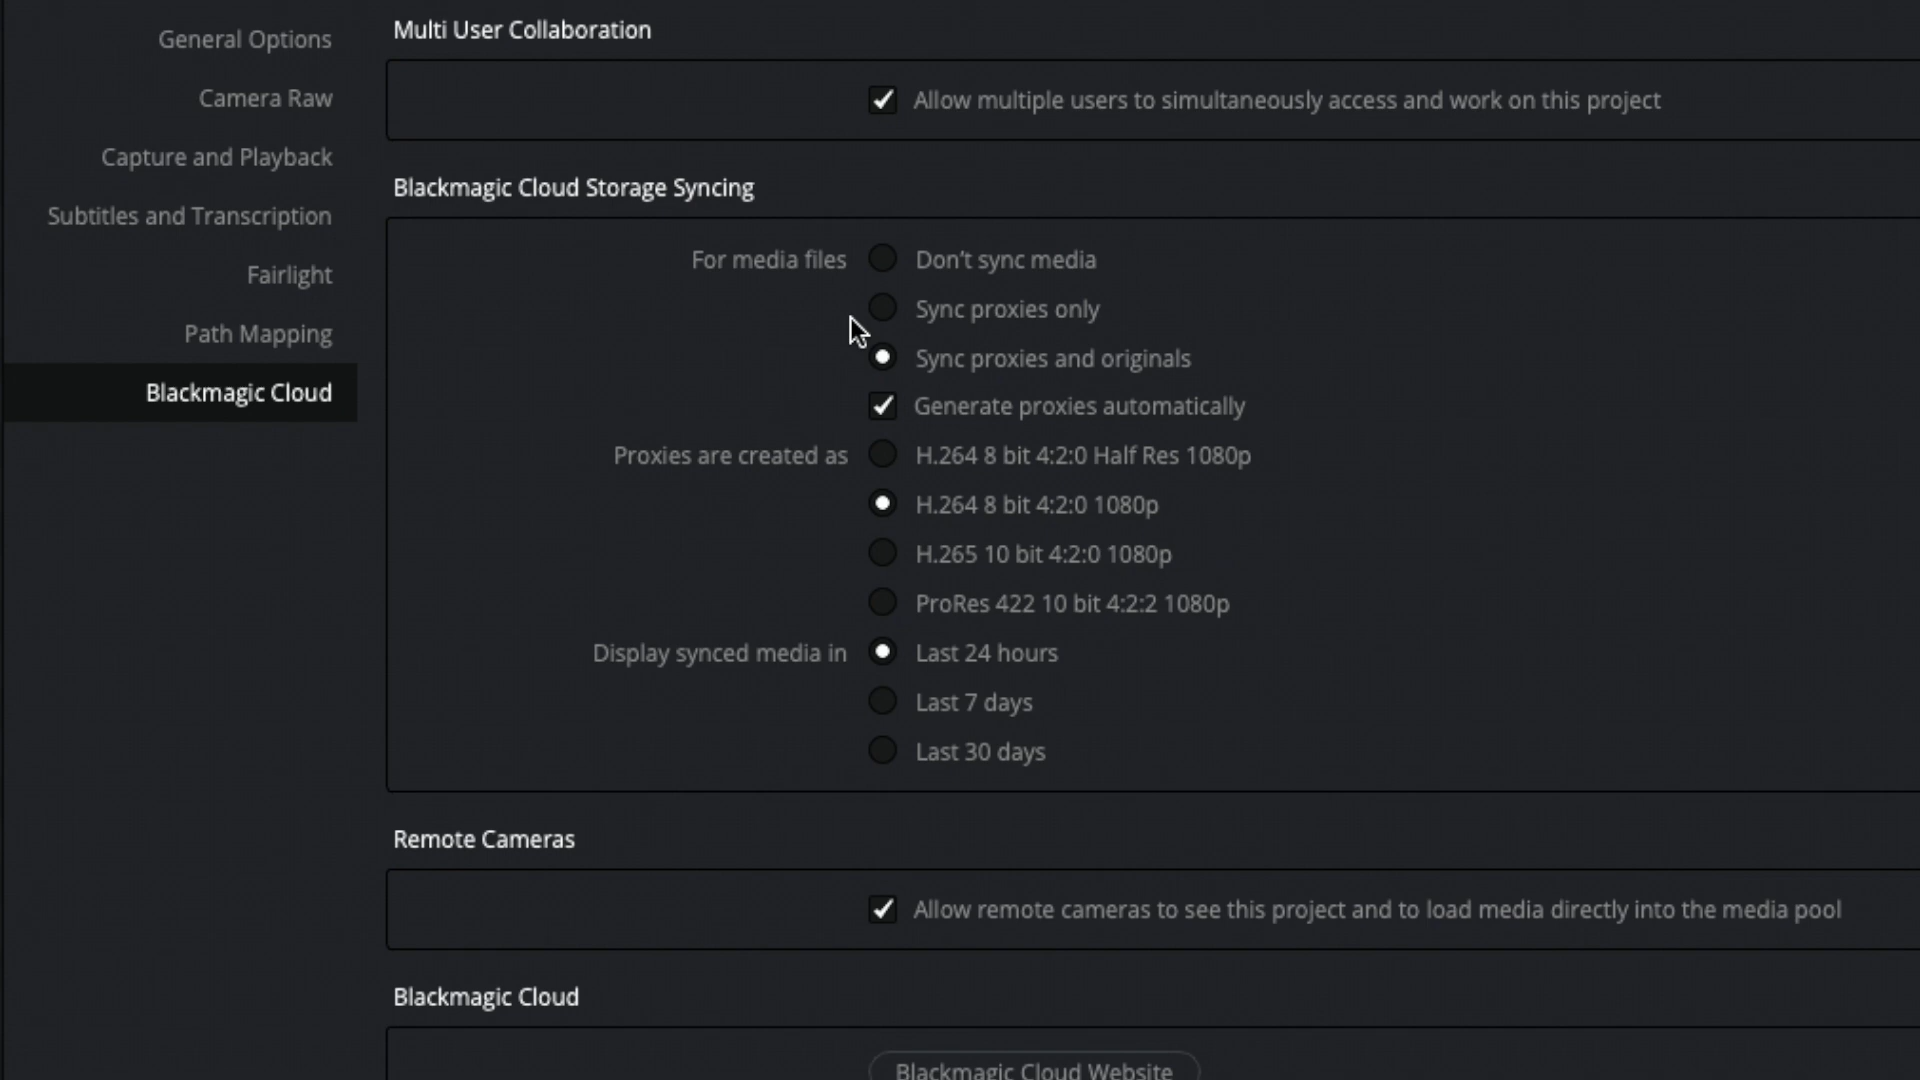 General Options
Camera Raw
Capture and Playback
Subtitles and Transcription
Fairlight
Path Mapping
Blackmagic Cloud
Multi User Collaboration
Allow multiple users to simultaneously access and work on this project
Blackmagic Cloud Storage Syncing
For media files Don't sync media
Sync proxies only
Sync proxies and originals
Generate proxies automatically
Proxies are created as H.264 8 bit 4:2:0 Half Res 1080p
H.264 8 bit 4:2:0 1080p
H.265 10 bit 4:2:0 1080p
ProRes 422 10 bit 4:2:2 1080p
Display synced media in Last 24 hours
Last 7 days
Last 30 days
Remote Cameras
Allow remote cameras to see this project and to load media directly into the media pool
Blackmagic Cloud
Blackmagic Cloud Website